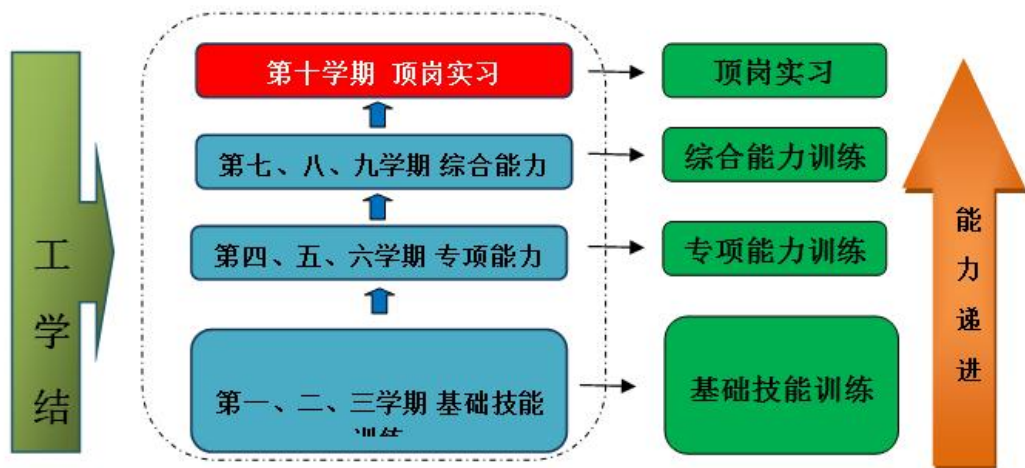 第十学期 顶岗实习
顶岗实习
第七、八、九学期 综合能力
综合能力训练
第四、五、六学期 专项能力
专项能力训练
第一、二、三学期 基础技能
训练
基础技能训练
工
学
结
能
力
递
进